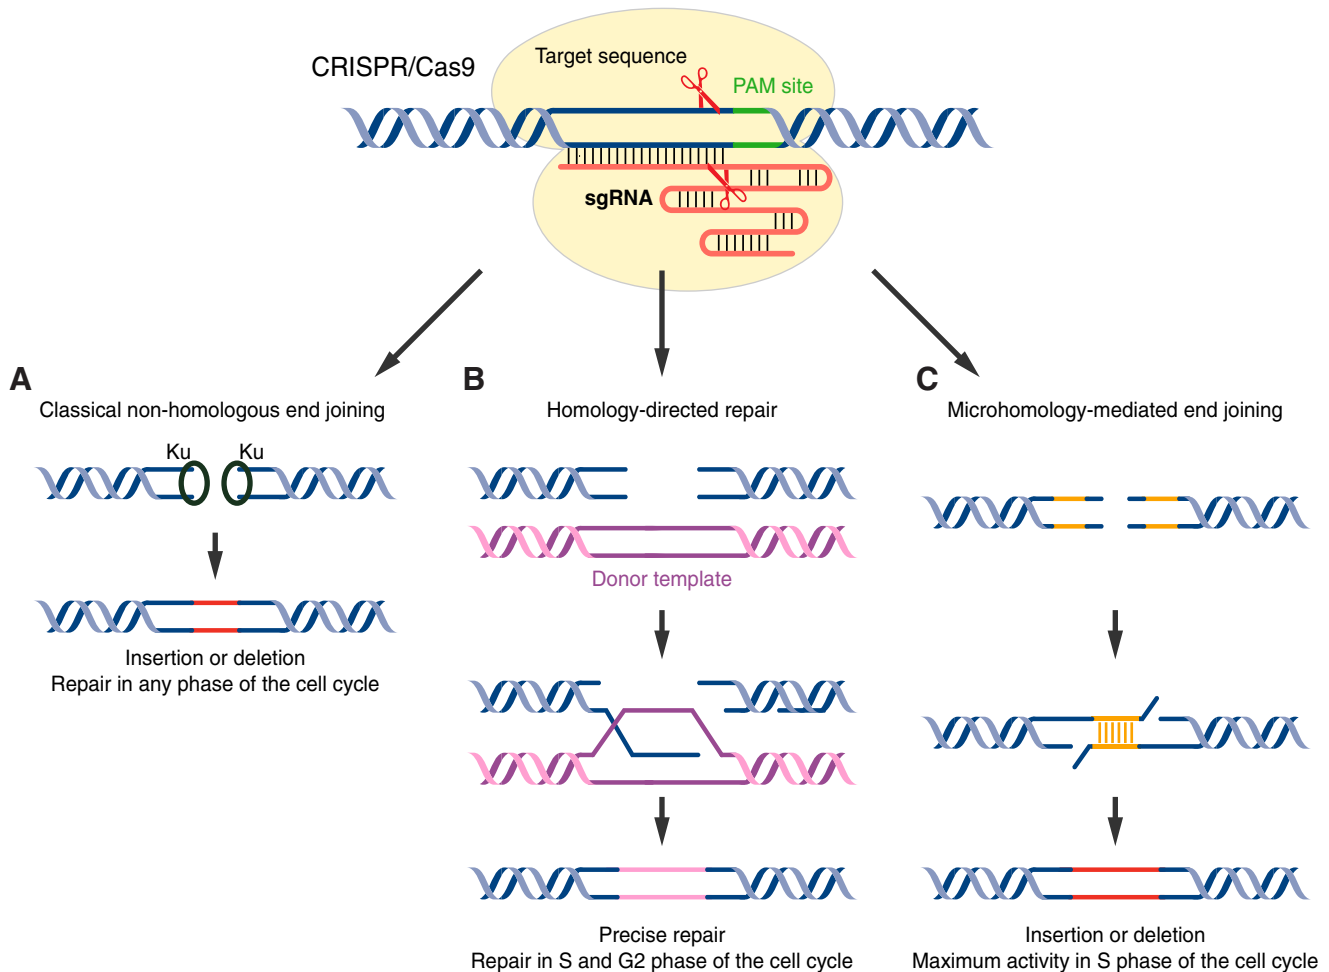 CRISPR/Cas9
Target sequence
PAM site
sgRNA
A
Classical non-homologous end joining
Ku Ku
Insertion or deletion
Repair in any phase of the cell cycle
B
Homology-directed repair
Donor template
Precise repair
Repair in S and G2 phase of the cell cycle
C
Microhomology-mediated end joining
Insertion or deletion
Maximum activity in S phase of the cell cycle